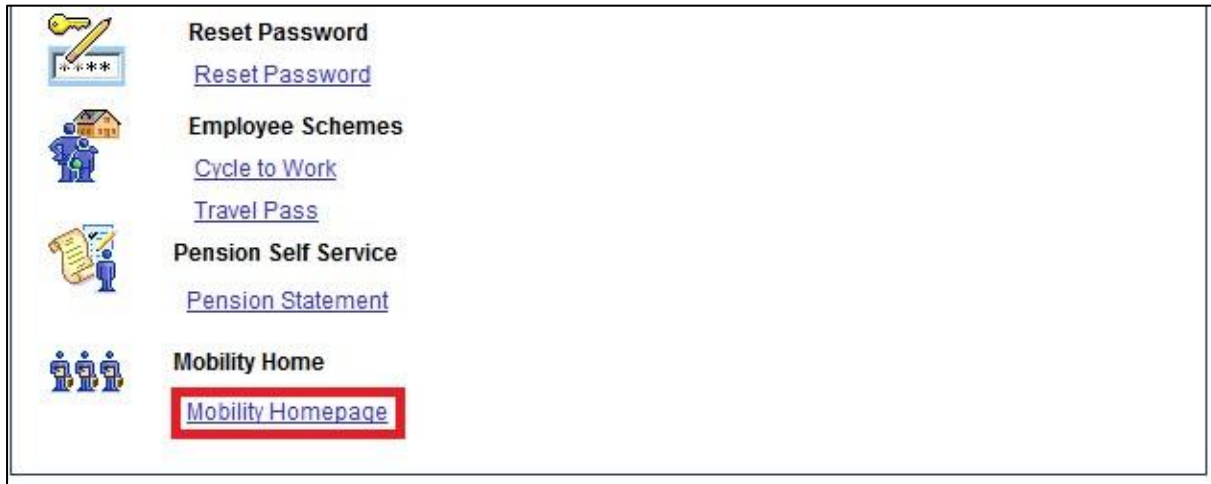 Reset Password
****
Reset Password
Employee Schemes
Cycle to Work
Travel Pass
Pension Self Service
Pension Statement
Mobility Home
Mobility Homepage